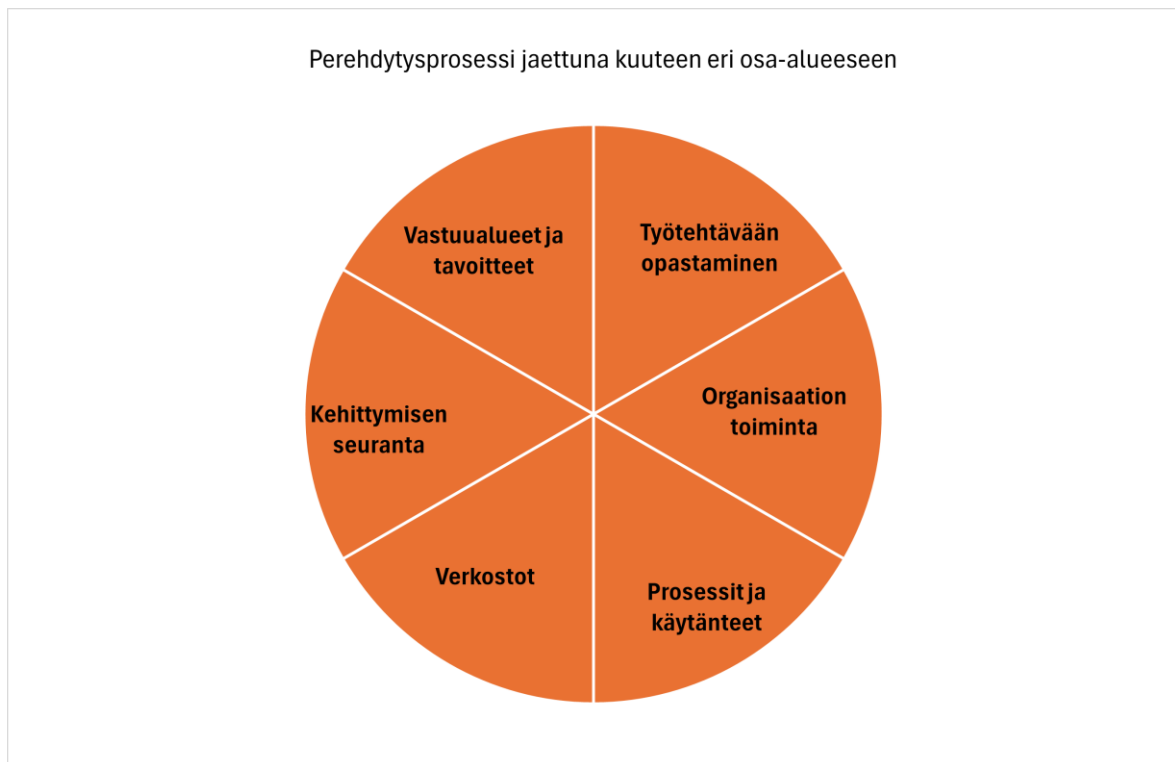 Perehdytysprosessi jaettuna kuuteen eri osa-alueeseen
Työtehtävään
opastaminen
Organisaation
toiminta
Prosessit ja
käytänteet
Verkostot
Kehittymisen
seuranta
Vastuualueet ja
tavoitteet